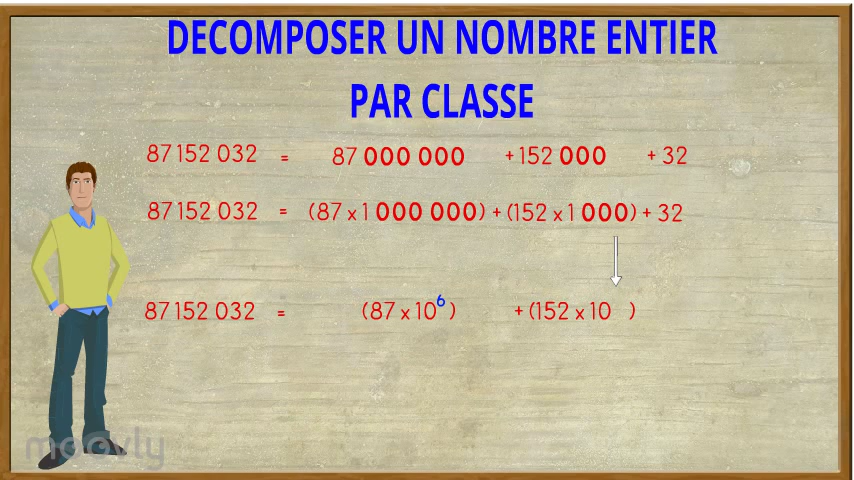 DECOMPOSER UN NOMBRE ENTIER
PAR CLASSE
87 152 032 = 87 000 000 + 152 000 + 32
87 152 032 = (87 x 1 000 000) + (152 x 1 000) + 32
87 152 032 = (87 x 10⁶) + (152 x 10 )
moovly